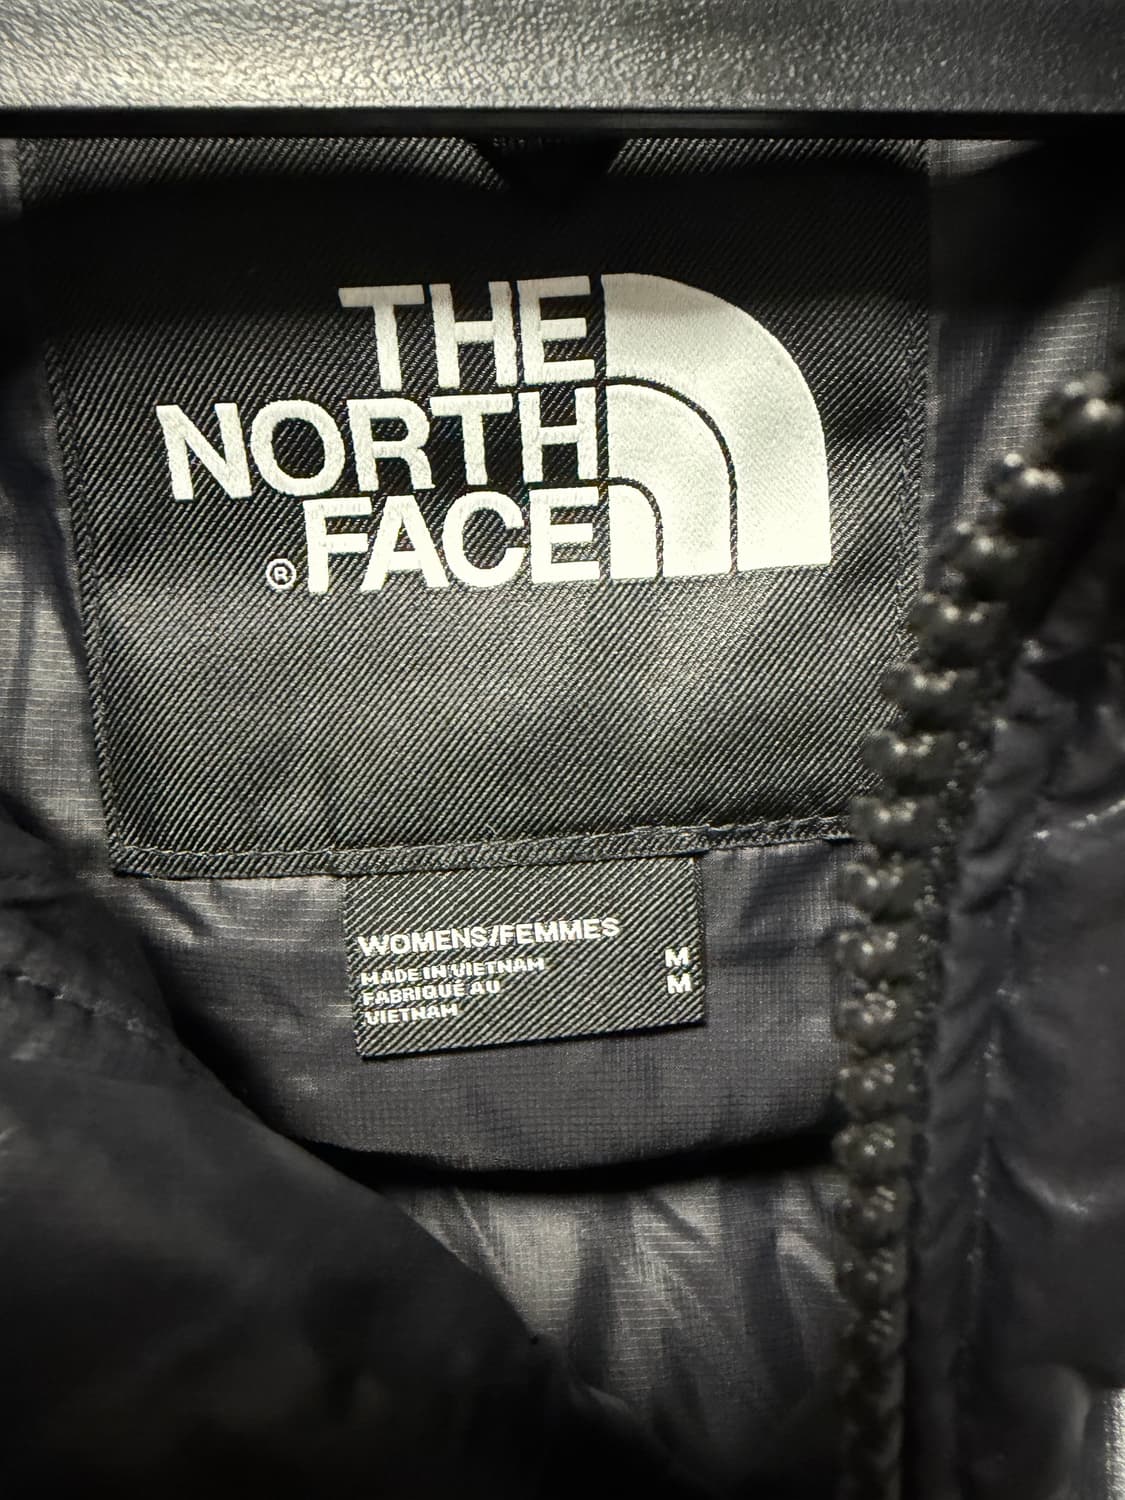 THE
NORTH
® FACE
WOMENS/FEMMES
MADE IN VIETNAM M
FABRIQUÉ AU M
VIETNAM